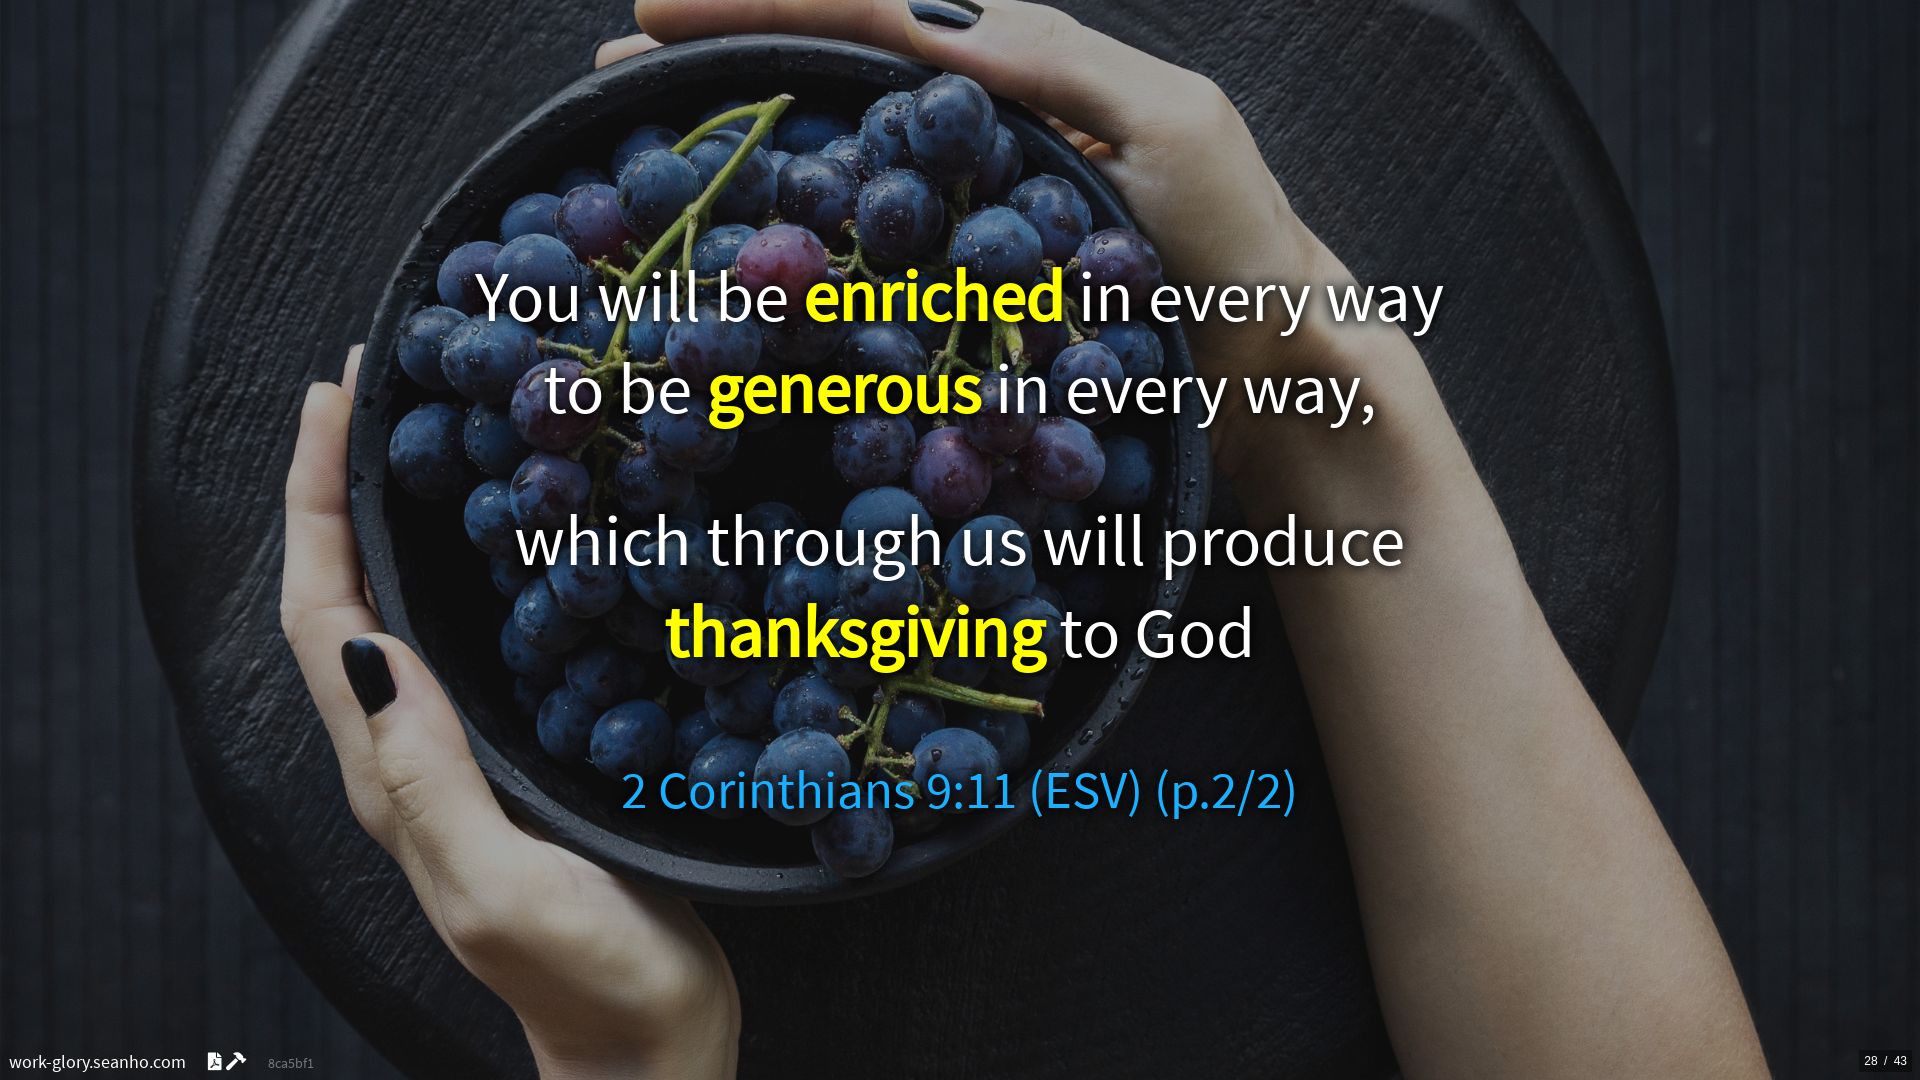 You will be enriched in every way
to be generous in every way,
which through us will produce
thanksgiving to God
2 Corinthians 9:11 (ESV) (p.2/2)
work-glory.seanho.com
8ca5bf1
28 / 43